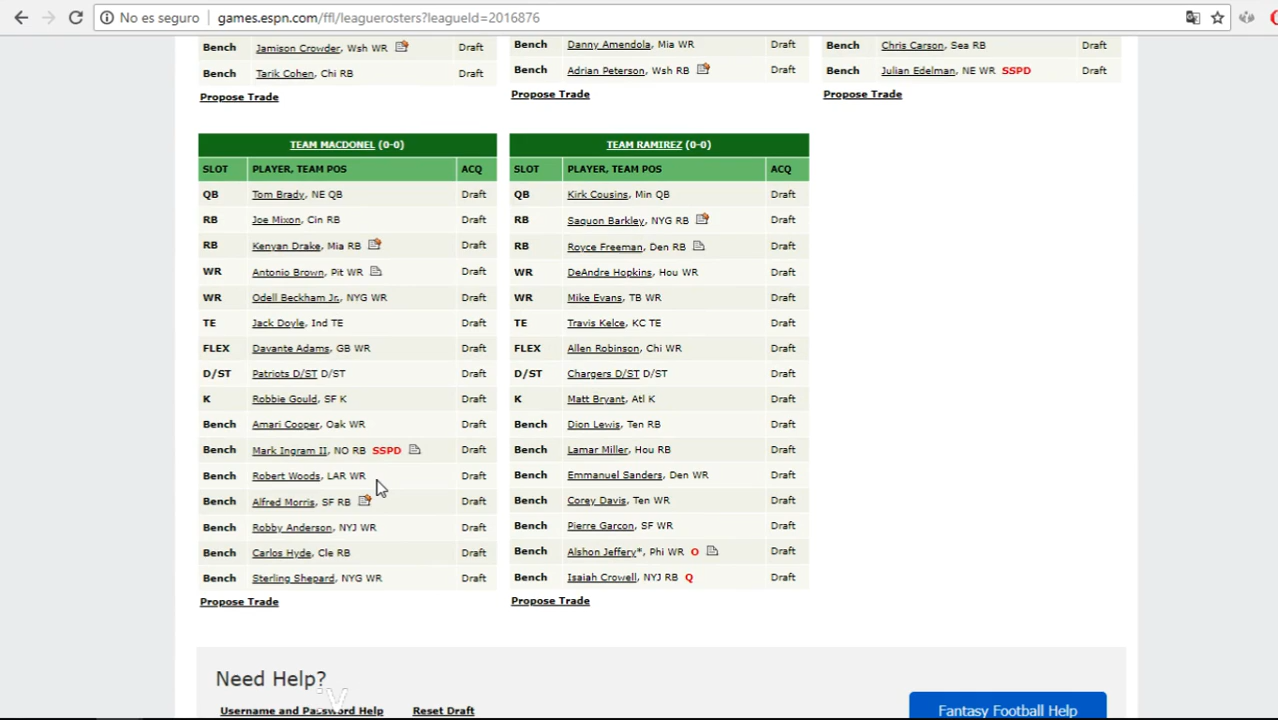 No es seguro games.espn.com/ffl/leaguerosters?leagueId=2016876
Bench Jamison Crowder, Wsh WR Draft
Bench Tarik Cohen, Chi RB Draft
Propose Trade
Bench Danny Amendola, Mia WR Draft
Bench Adrian Peterson, Wsh RB Draft
Propose Trade
Bench Chris Carson, Sea RB Draft
Bench Julian Edelman, NE WR SSPD Draft
Propose Trade
TEAM MACDONEL (0-0)
SLOT PLAYER, TEAM POS ACQ
QB Tom Brady, NE QB Draft
RB Joe Mixon, Cin RB Draft
RB Kenyan Drake, Mia RB Draft
WR Antonio Brown, Pit WR Draft
WR Odell Beckham Jr., NYG WR Draft
TE Jack Doyle, Ind TE Draft
FLEX Davante Adams, GB WR Draft
D/ST Patriots D/ST D/ST Draft
K Robbie Gould, SF K Draft
Bench Amari Cooper, Oak WR Draft
Bench Mark Ingram II, NO RB SSPD Draft
Bench Robert Woods, LAR WR Draft
Bench Alfred Morris, SF RB Draft
Bench Robby Anderson, NYJ WR Draft
Bench Carlos Hyde, Cle RB Draft
Bench Sterling Shepard, NYG WR Draft
Propose Trade
TEAM RAMIREZ (0-0)
SLOT PLAYER, TEAM POS ACQ
QB Kirk Cousins, Min QB Draft
RB Saquon Barkley, NYG RB Draft
RB Royce Freeman, Den RB Draft
WR DeAndre Hopkins, Hou WR Draft
WR Mike Evans, TB WR Draft
TE Travis Kelce, KC TE Draft
FLEX Allen Robinson, Chi WR Draft
D/ST Chargers D/ST D/ST Draft
K Matt Bryant, Atl K Draft
Bench Dion Lewis, Ten RB Draft
Bench Lamar Miller, Hou RB Draft
Bench Emmanuel Sanders, Den WR Draft
Bench Corey Davis, Ten WR Draft
Bench Pierre Garcon, SF WR Draft
Bench Alshon Jeffery*, Phi WR O Draft
Bench Isaiah Crowell, NYJ RB Q Draft
Propose Trade
Need Help?
Username and Password Help Reset Draft
Fantasy Football Help